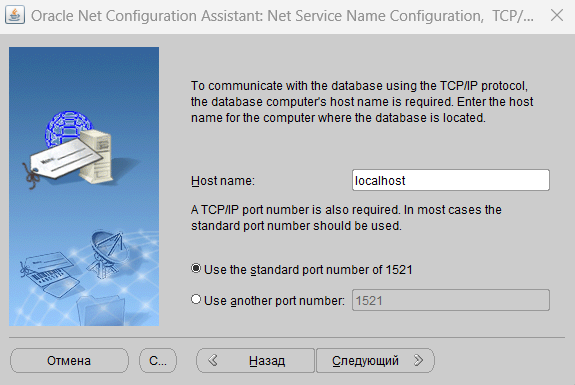 Oracle Net Configuration Assistant: Net Service Name Configuration, TCP/...
To communicate with the database using the TCP/IP protocol,
the database computer's host name is required. Enter the host
name for the computer where the database is located.
Host name:
localhost
A TCP/IP port number is also required. In most cases the
standard port number should be used.
Use the standard port number of 1521
Use another port number:
1521
Отмена
С...
Назад
Следующий